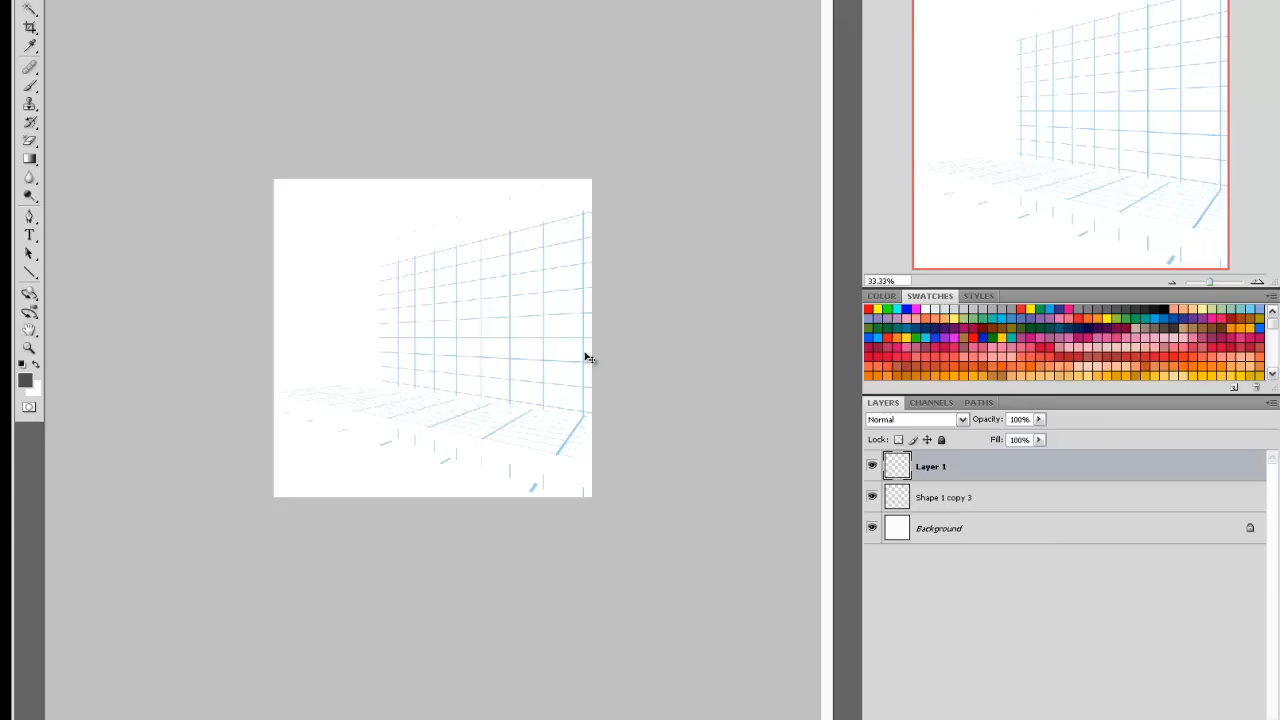 T
33.33%
COLOR SWATCHES STYLES
LAYERS CHANNELS PATHS
Normal Opacity: 100%
Lock: Fill: 100%
Layer 1
Shape 1 copy 3
Background